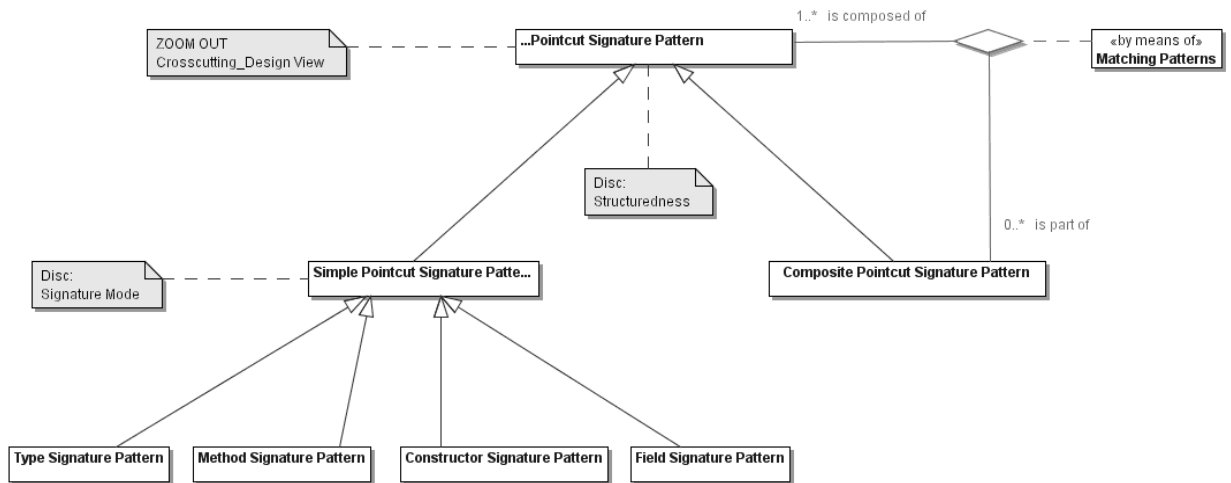 1..* is composed of
ZOOM OUT
Crosscutting_Design View
...Pointcut Signature Pattern
«by means of»
Matching Patterns
Disc:
Structuredness
0..* is part of
Disc:
Signature Mode
Simple Pointcut Signature Patte...
Composite Pointcut Signature Pattern
Type Signature Pattern
Method Signature Pattern
Constructor Signature Pattern
Field Signature Pattern